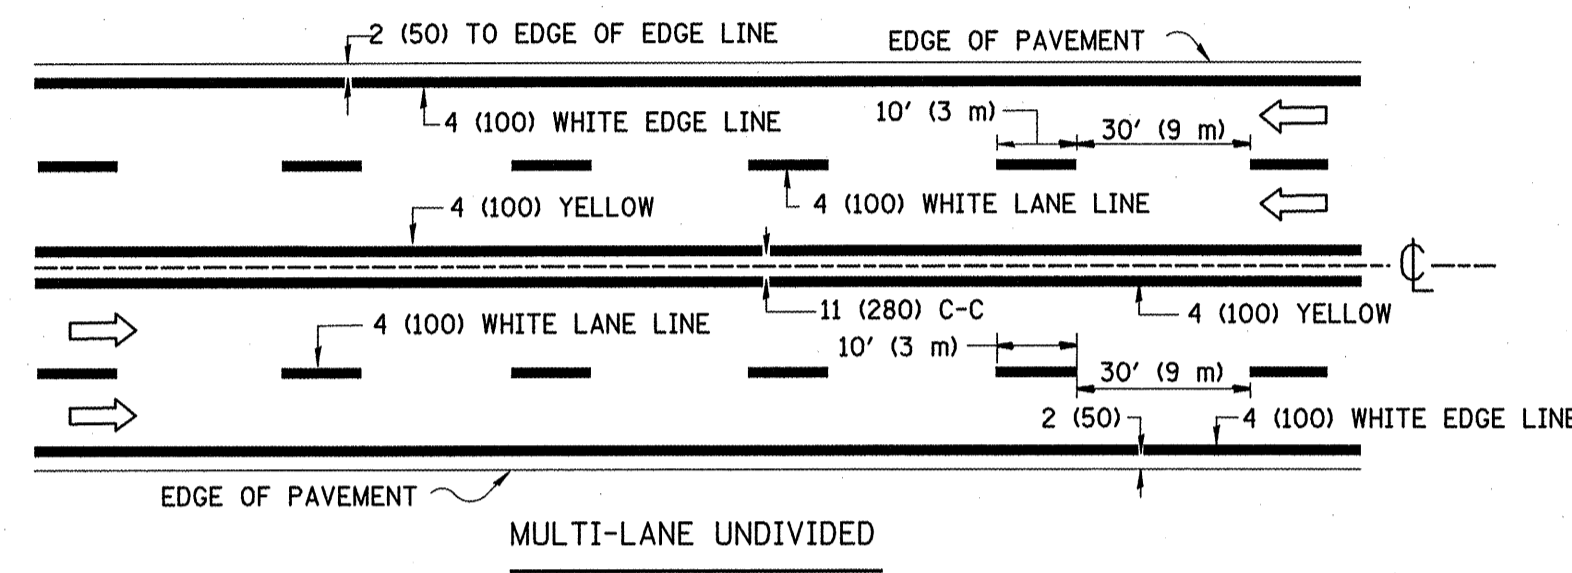 2 (50) TO EDGE OF EDGE LINE
EDGE OF PAVEMENT
4 (100) WHITE EDGE LINE
10' (3 m)
30' (9 m)
4 (100) YELLOW
4 (100) WHITE LANE LINE
℄
11 (280) C-C
4 (100) YELLOW
4 (100) WHITE LANE LINE
10' (3 m)
30' (9 m)
2 (50)
4 (100) WHITE EDGE LINE
EDGE OF PAVEMENT
MULTI-LANE UNDIVIDED